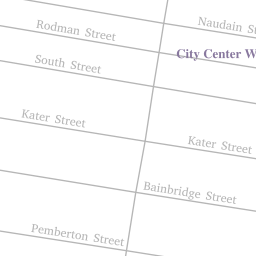 Rodman Street
Naudain St
City Center W
South Street
Kater Street
Kater Street
Bainbridge Street
Pemberton Street